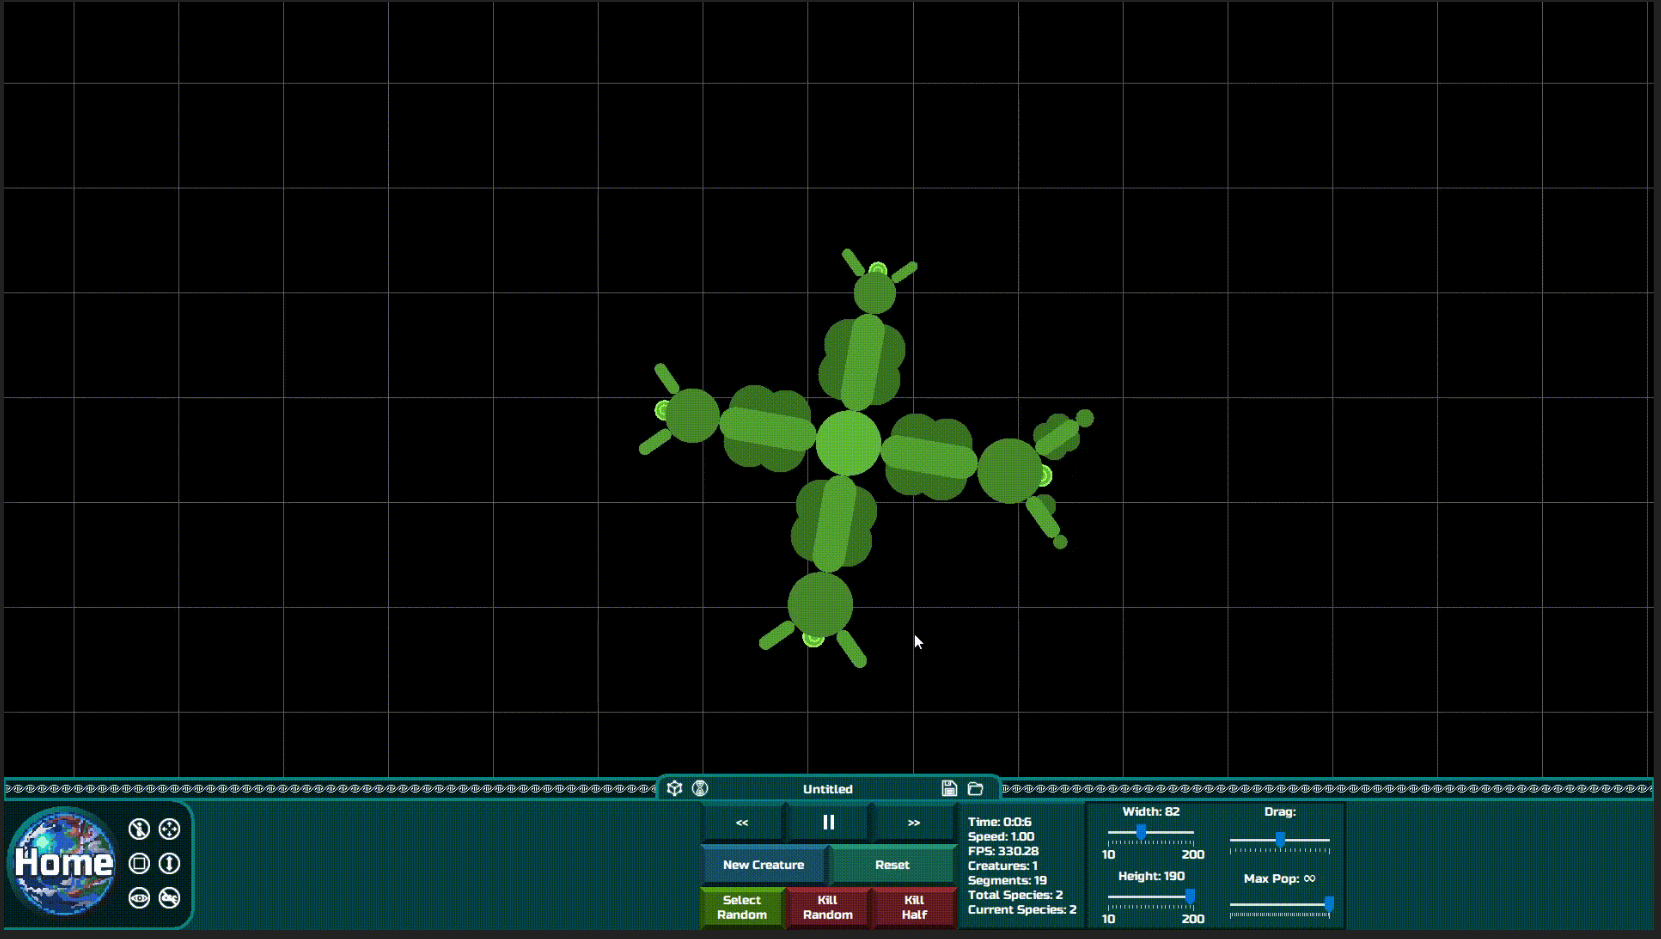 Untitled
Home
<<
>>
New Creature
Reset
Select
Random
Kill
Random
Kill
Half
Time: 0:0:6
Speed: 1.00
FPS: 330.28
Creatures: 1
Segments: 19
Total Species: 2
Current Species: 2
Width: 82
10 200
Height: 190
10 200
Drag:
Max Pop: ∞